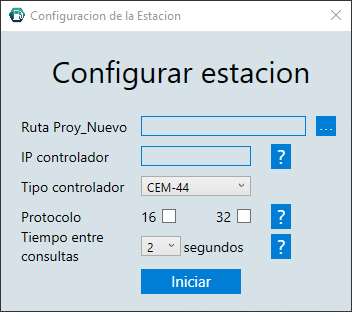 Configuracion de la Estacion
Configurar estacion
Ruta Proy_Nuevo ...
IP controlador ?
Tipo controlador CEM-44
Protocolo 16 32 ?
Tiempo entre
consultas 2 segundos ?
Iniciar